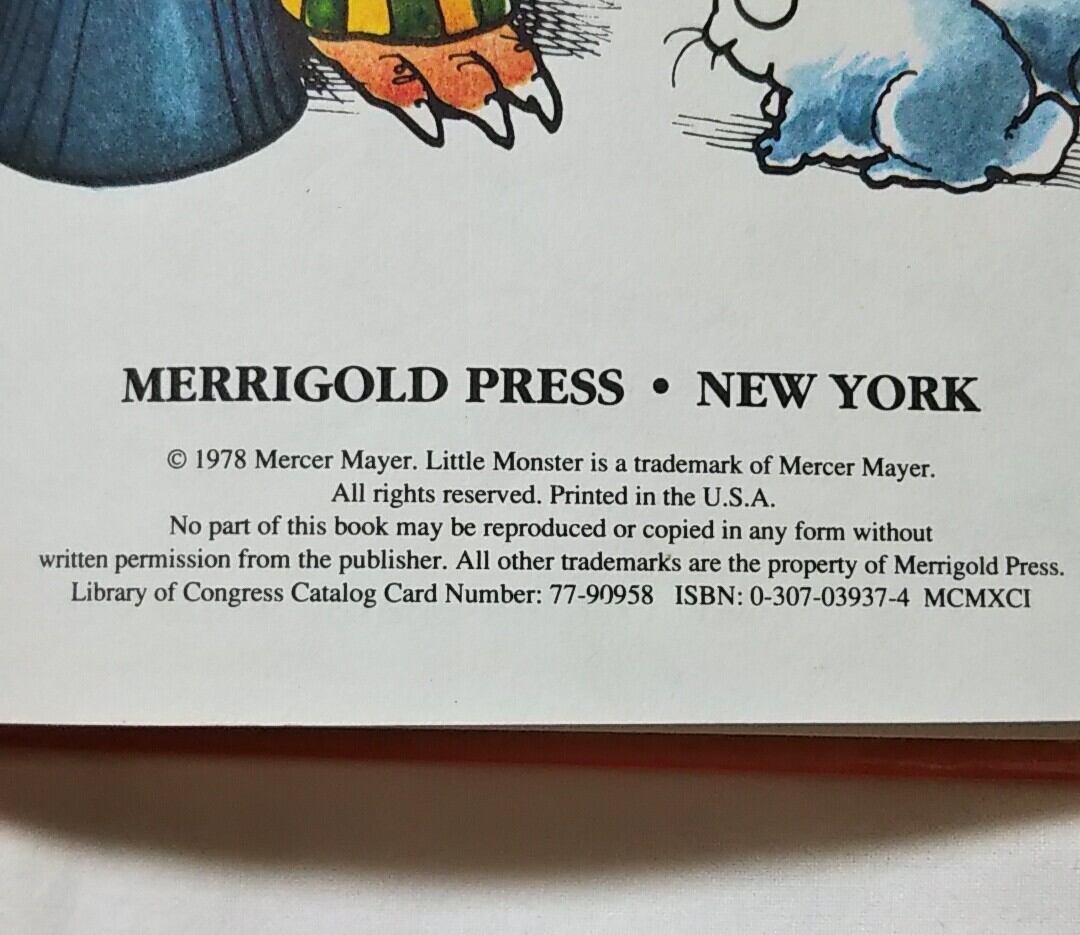 MERRIGOLD PRESS • NEW YORK
© 1978 Mercer Mayer. Little Monster is a trademark of Mercer Mayer.
All rights reserved. Printed in the U.S.A.
No part of this book may be reproduced or copied in any form without
written permission from the publisher. All other trademarks are the property of Merrigold Press.
Library of Congress Catalog Card Number: 77-90958 ISBN: 0-307-03937-4 MCMXCI